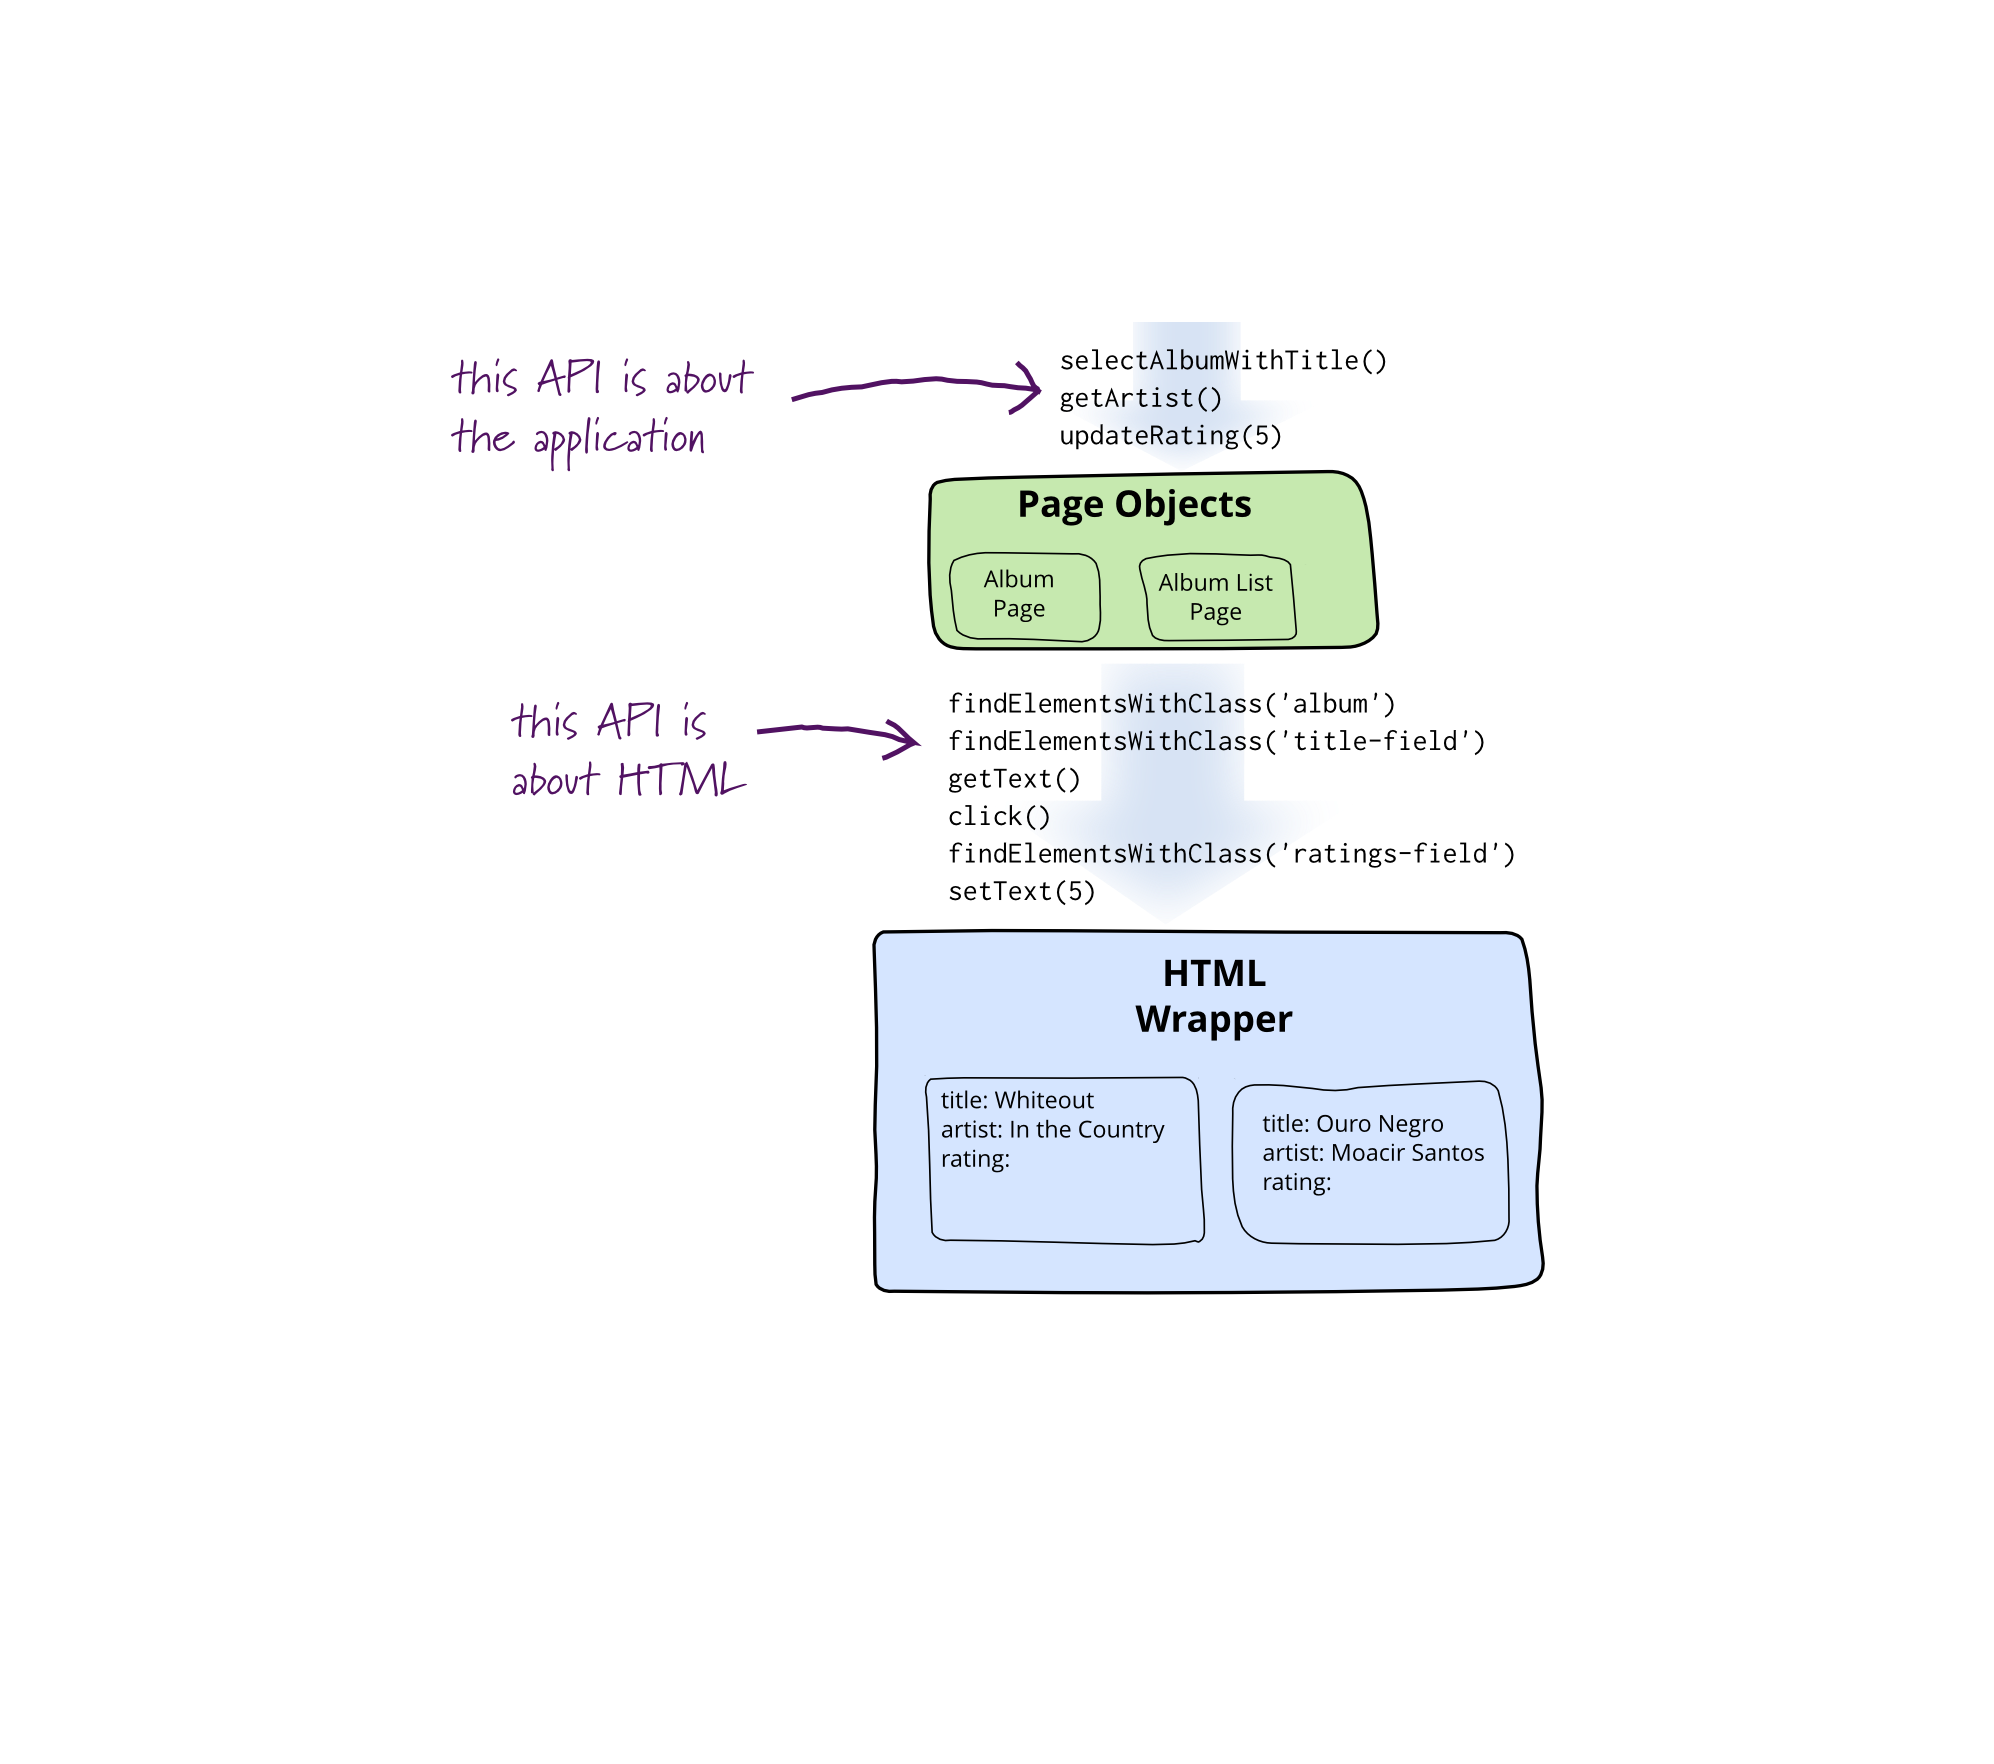 this API is about
the application
selectAlbumWithTitle()
getArtist()
updateRating(5)
Page Objects
Album
Page
Album List
Page
this API is
about HTML
findElementsWithClass('album')
findElementsWithClass('title-field')
getText()
click()
findElementsWithClass('ratings-field')
setText(5)
HTML
Wrapper
title: Whiteout
artist: In the Country
rating:
title: Ouro Negro
artist: Moacir Santos
rating: